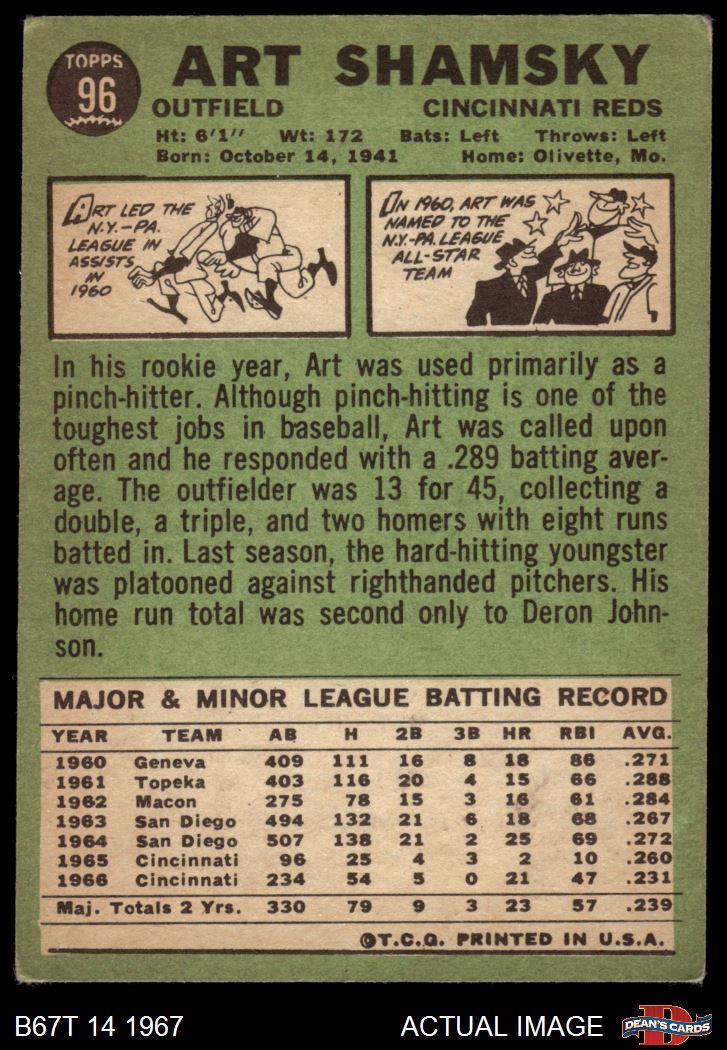 TOPPS
96
ART SHAMSKY
OUTFIELD CINCINNATI REDS
Ht: 6'1" Wt: 172 Bats: Left Throws: Left
Born: October 14, 1941 Home: Olivette, Mo.
ART LED THE
N.Y.-PA.
LEAGUE IN
ASSISTS
IN
1960
IN 1960, ART WAS
NAMED TO THE
N.Y.-PA. LEAGUE
ALL-STAR
TEAM
In his rookie year, Art was used primarily as a
pinch-hitter. Although pinch-hitting is one of the
toughest jobs in baseball, Art was called upon
often and he responded with a .289 batting aver-
age. The outfielder was 13 for 45, collecting a
double, a triple, and two homers with eight runs
batted in. Last season, the hard-hitting youngster
was platooned against righthanded pitchers. His
home run total was second only to Deron John-
son.
MAJOR & MINOR LEAGUE BATTING RECORD
YEAR TEAM AB H 2B 3B HR RBI AVG.
1960 Geneva 409 111 16 8 18 86 .271
1961 Topeka 403 116 20 4 15 66 .288
1962 Macon 275 78 15 3 16 61 .284
1963 San Diego 494 132 21 6 18 68 .267
1964 San Diego 507 138 21 2 25 69 .272
1965 Cincinnati 96 25 4 3 2 10 .260
1966 Cincinnati 234 54 5 0 21 47 .231
Maj. Totals 2 Yrs. 330 79 9 3 23 57 .239
©T.C.G. PRINTED IN U.S.A.
B67T 14 1967 ACTUAL IMAGE
D
DEAN'S CARDS